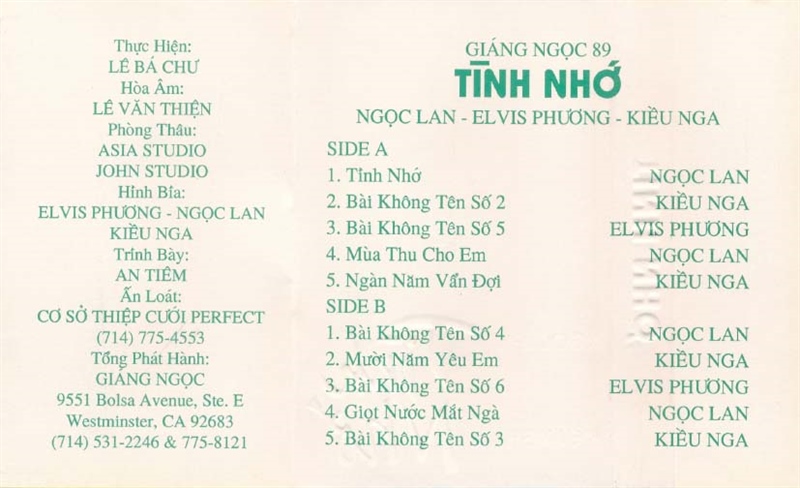 Thực Hiện:
LÊ BÁ CHƯ
Hòa Âm:
LÊ VĂN THIỆN
Phòng Thâu:
ASIA STUDIO
JOHN STUDIO
Hình Bìa:
ELVIS PHƯƠNG - NGỌC LAN
KIỀU NGA
Trình Bày:
AN TIÊM
Ấn Loát:
CƠ SỞ THIỆP CƯỚI PERFECT
(714) 775-4553
Tổng Phát Hành:
GIÁNG NGỌC
9551 Bolsa Avenue, Ste. E
Westminster, CA 92683
(714) 531-2246 & 775-8121
GIÁNG NGỌC 89
TÌNH NHỚ
NGỌC LAN - ELVIS PHƯƠNG - KIỀU NGA
SIDE A
1. Tình Nhớ NGỌC LAN
2. Bài Không Tên Số 2 KIỀU NGA
3. Bài Không Tên Số 5 ELVIS PHƯƠNG
4. Mùa Thu Cho Em NGỌC LAN
5. Ngàn Năm Vẫn Đợi KIỀU NGA
SIDE B
1. Bài Không Tên Số 4 NGỌC LAN
2. Mười Năm Yêu Em KIỀU NGA
3. Bài Không Tên Số 6 ELVIS PHƯƠNG
4. Giọt Nước Mắt Ngà NGỌC LAN
5. Bài Không Tên Số 3 KIỀU NGA